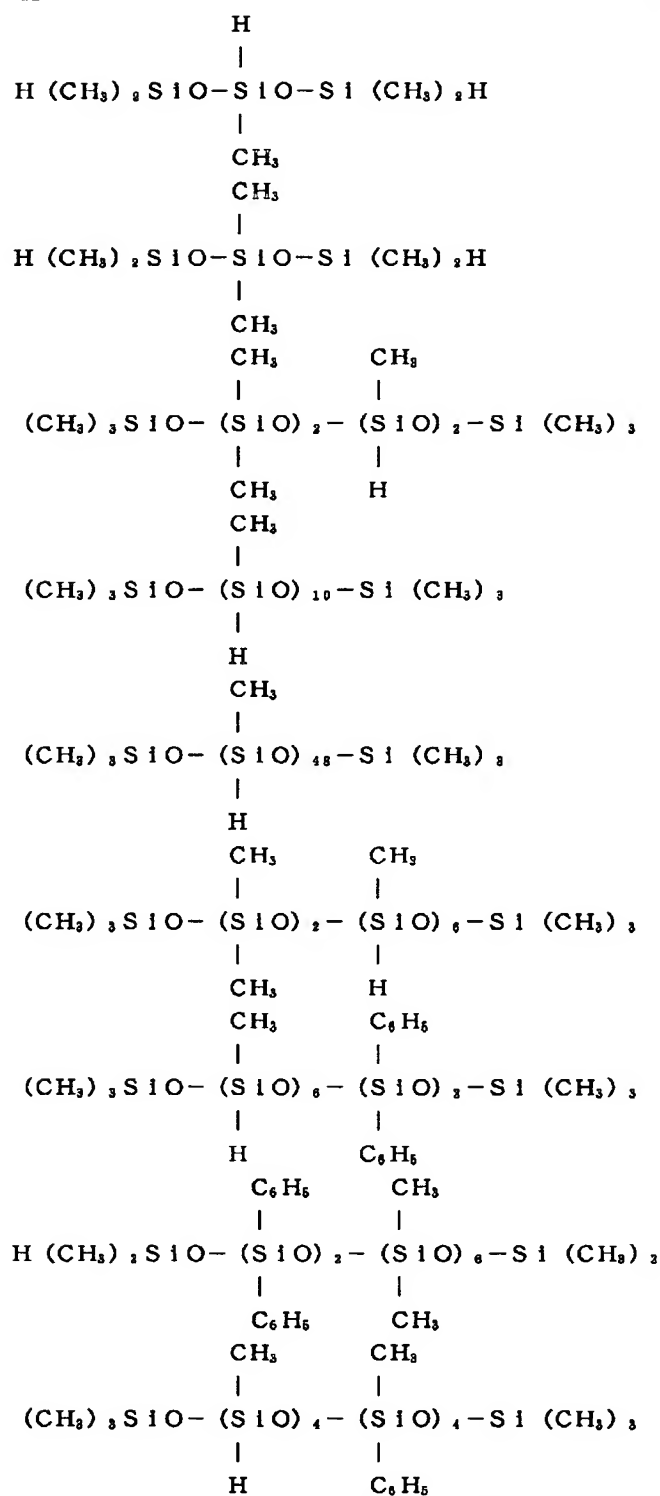 H
|
H (CH₃)₂SiO–SiO–Si (CH₃)₂H
|
CH₃
CH₃
|
H (CH₃)₂SiO–SiO–Si (CH₃)₂H
|
CH₃
CH₃ CH₃
| |
(CH₃)₃SiO– (SiO)₂– (SiO)₂–Si (CH₃)₃
| |
CH₃ H
CH₃
|
(CH₃)₃SiO– (SiO)₁₀–Si (CH₃)₃
|
H
CH₃
|
(CH₃)₃SiO– (SiO)₄₈–Si (CH₃)₃
|
H
CH₃ CH₃
| |
(CH₃)₃SiO– (SiO)₂– (SiO)₆–Si (CH₃)₃
| |
CH₃ H
CH₃ C₆H₅
| |
(CH₃)₃SiO– (SiO)₆– (SiO)₃–Si (CH₃)₃
| |
H C₆H₅
C₆H₅ CH₃
| |
H (CH₃)₂SiO– (SiO)₂– (SiO)₆–Si (CH₃)₂
| |
C₆H₅ CH₃
CH₃ CH₃
| |
(CH₃)₃SiO– (SiO)₄– (SiO)₄–Si (CH₃)₃
| |
H C₆H₅